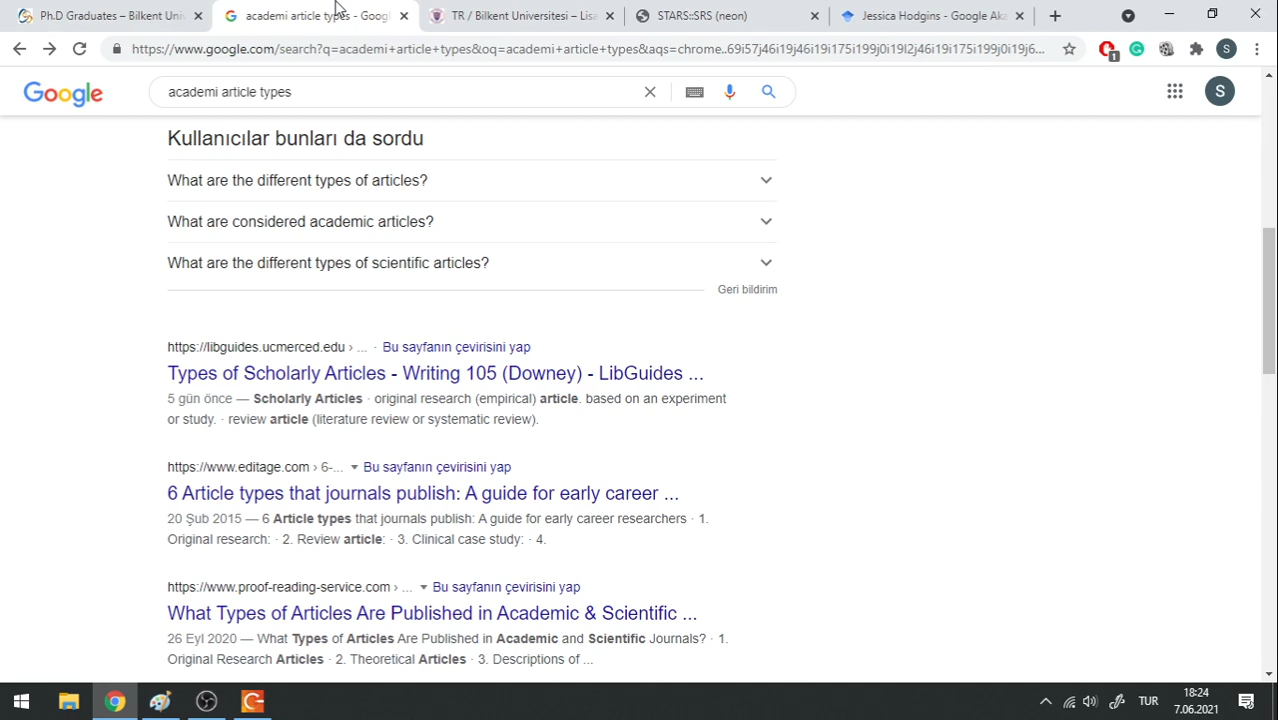 Ph.D Graduates – Bilkent Uni
academi article types - Goog
TR / Bilkent Universitesi – Lisa
STARS::SRS (neon)
Jessica Hodgins - Google Aka
https://www.google.com/search?q=academi+article+types&oq=academi+article+types&aqs=chrome..69i57j46i19j46i19i175i199j0i19l2j46i19i175i199j0i19j6...
S
1
Google
academi article types
S
Kullanıcılar bunları da sordu
What are the different types of articles?
What are considered academic articles?
What are the different types of scientific articles?
Geri bildirim
https://libguides.ucmerced.edu › ... · Bu sayfanın çevirisini yap
Types of Scholarly Articles - Writing 105 (Downey) - LibGuides ...
5 gün önce — Scholarly Articles · original research (empirical) article. based on an experiment
or study. · review article (literature review or systematic review).
https://www.editage.com › 6-... Bu sayfanın çevirisini yap
6 Article types that journals publish: A guide for early career ...
20 Şub 2015 — 6 Article types that journals publish: A guide for early career researchers · 1.
Original research: · 2. Review article: · 3. Clinical case study: · 4.
https://www.proof-reading-service.com › ... Bu sayfanın çevirisini yap
What Types of Articles Are Published in Academic & Scientific ...
26 Eyl 2020 — What Types of Articles Are Published in Academic and Scientific Journals? · 1.
Original Research Articles · 2. Theoretical Articles · 3. Descriptions of ...
TUR
18:24
7.06.2021